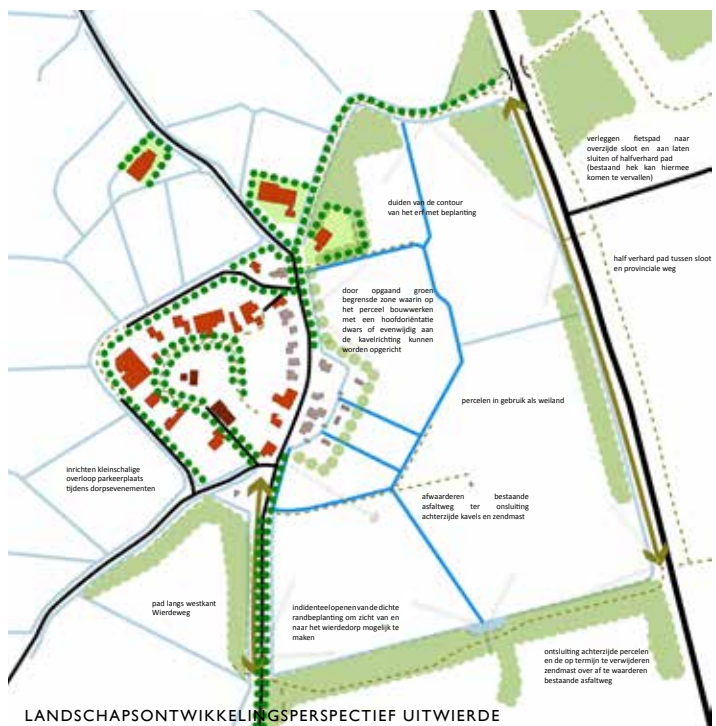 verleggen fietspad naar
overzijde sloot en aan laten
sluiten of halfverhard pad
(bestaand hek kan hiermee
komen te vervallen)
duiden van de contour
van het erf met beplanting
half verhard pad tussen sloot
en provinciale weg
door opgaand groen
begrensde zone waarin op
het perceel bouwwerken
met een hoofdoriëntatie
dwars of evenwijdig aan
de kavelrichting kunnen
worden opgericht
percelen in gebruik als weiland
inrichten kleinschalige
overloop parkeerplaats
tijdens dorpsevenementen
P
afwaarderen bestaande
asfaltweg ter onsluiting
achterzijde kavels en zendmast
pad langs westkant
Wierdeweg
indidenteel openen van de dichte
randbeplanting om zicht van en
naar het wierdedorp mogelijk te
maken
ontsluiting achterzijde percelen
en de op termijn te verwijderen
zendmast over af te waarderen
bestaande asfaltweg
LANDSCHAPSONTWIKKELINGSPERSPECTIEF UITWIERDE